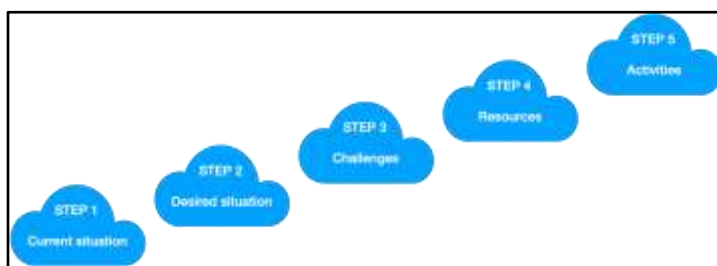 STEP 1
Current situation
STEP 2
Desired situation
STEP 3
Challenges
STEP 4
Resources
STEP 5
Activities